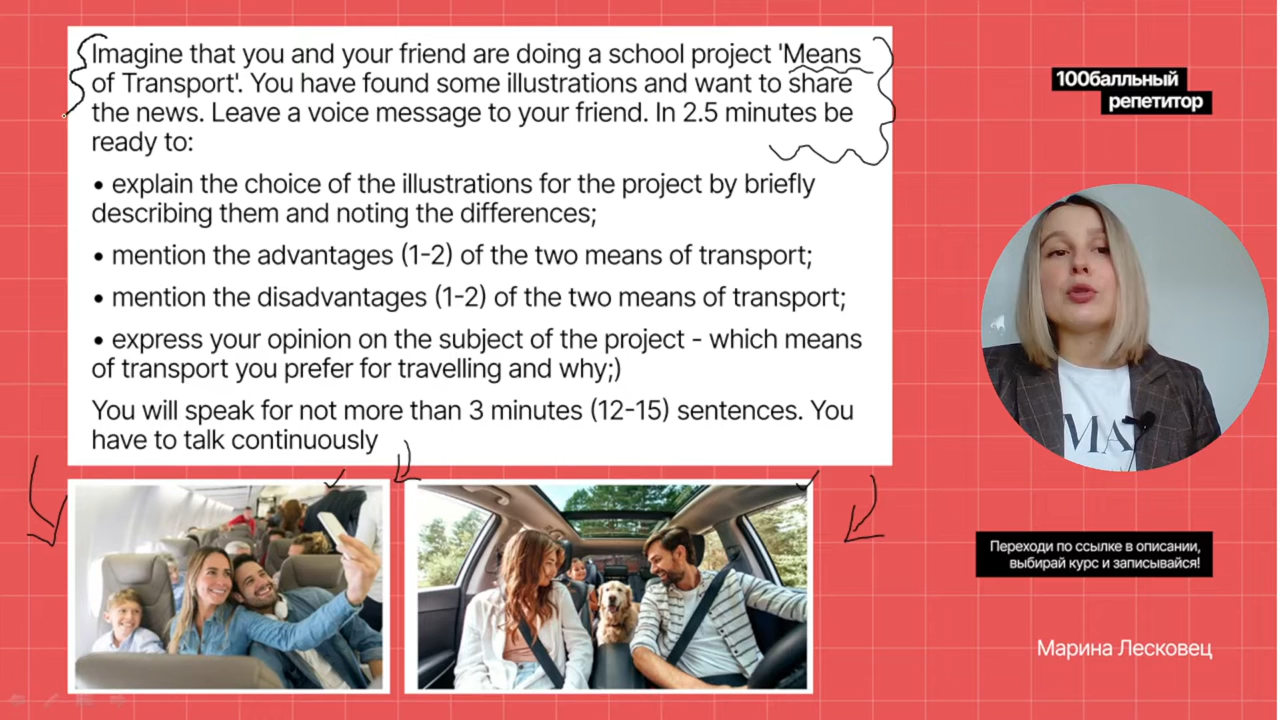 Imagine that you and your friend are doing a school project 'Means
of Transport'. You have found some illustrations and want to share
the news. Leave a voice message to your friend. In 2.5 minutes be
ready to:
• explain the choice of the illustrations for the project by briefly
describing them and noting the differences;
• mention the advantages (1-2) of the two means of transport;
• mention the disadvantages (1-2) of the two means of transport;
• express your opinion on the subject of the project - which means
of transport you prefer for travelling and why;)
You will speak for not more than 3 minutes (12-15) sentences. You
have to talk continuously
100балльный
репетитор
MA
Переходи по ссылке в описании,
выбирай курс и записывайся!
Марина Лесковец